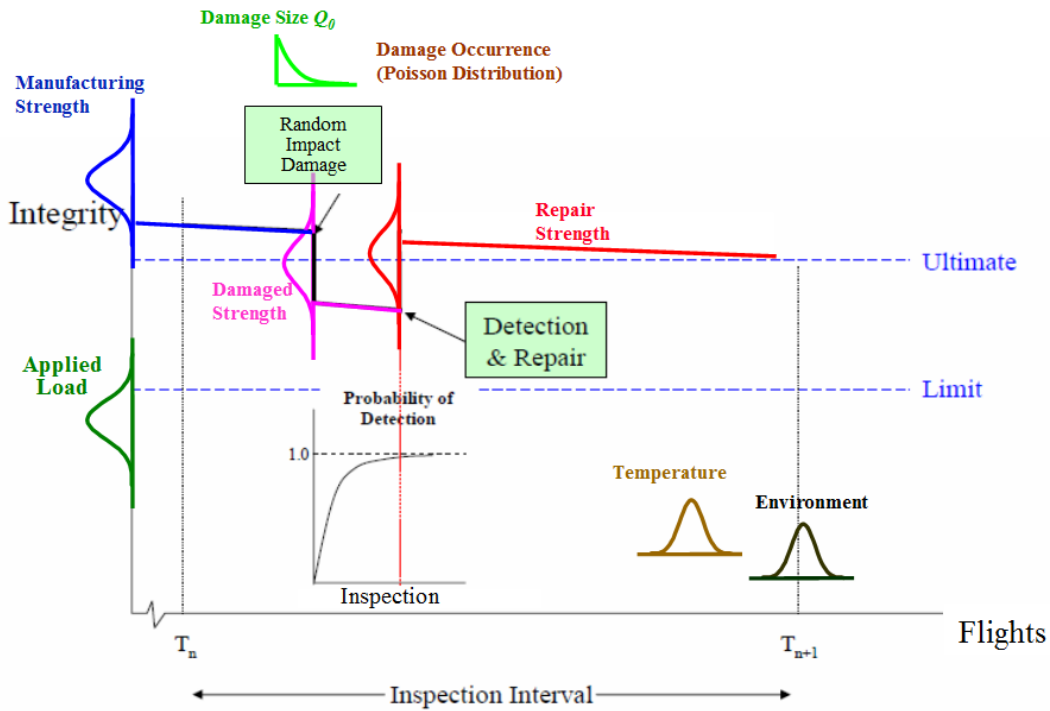 Damage Size Q₀
Damage Occurrence
(Poisson Distribution)
Manufacturing
Strength
Random
Impact
Damage
Integrity
Repair
Strength
Ultimate
Damaged
Strength
Detection
& Repair
Applied
Load
Limit
Probability of
Detection
1.0
Temperature
Environment
Inspection
Flights
Tₙ
Tₙ₊₁
Inspection Interval